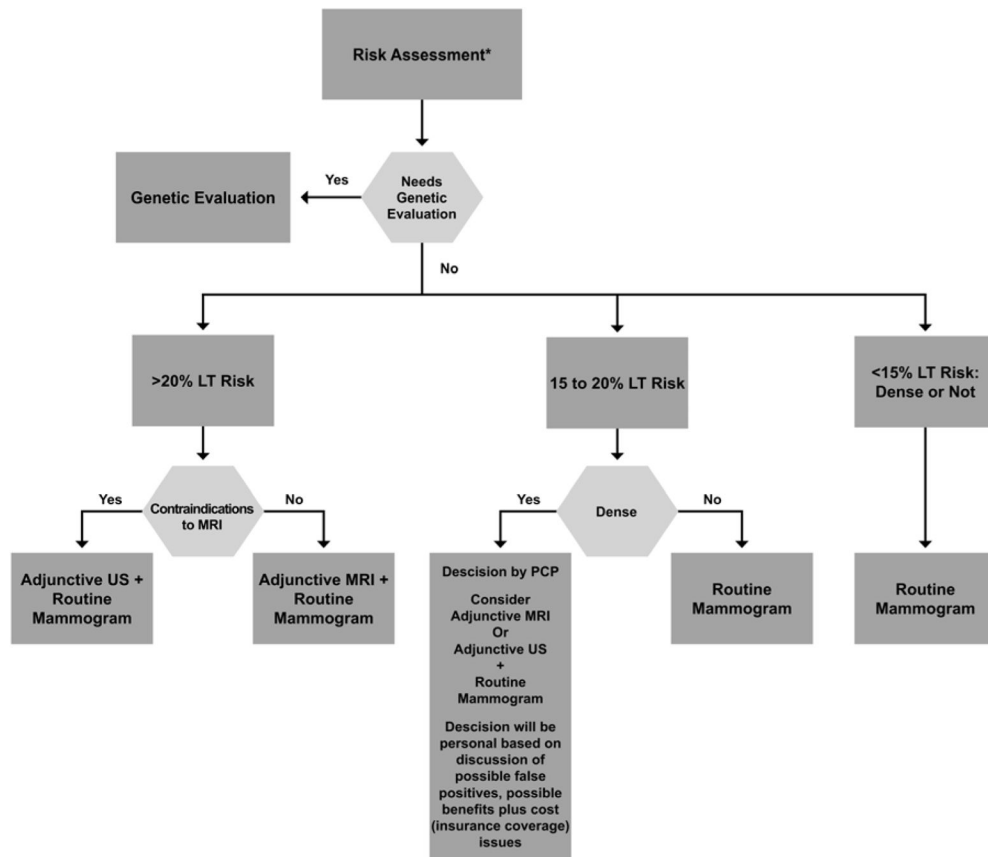 Risk Assessment*
Yes
Needs
Genetic
Evaluation
Genetic Evaluation
No
>20% LT Risk
15 to 20% LT Risk
<15% LT Risk:
Dense or Not
Yes
Contraindications
to MRI
No
Yes
Dense
No
Adjunctive US +
Routine
Mammogram
Adjunctive MRI +
Routine
Mammogram
Descision by PCP
Consider
Adjunctive MRI
Or
Adjunctive US
+
Routine
Mammogram
Descision will be
personal based on
discussion of
possible false
positives, possible
benefits plus cost
(insurance coverage)
issues
Routine
Mammogram
Routine
Mammogram